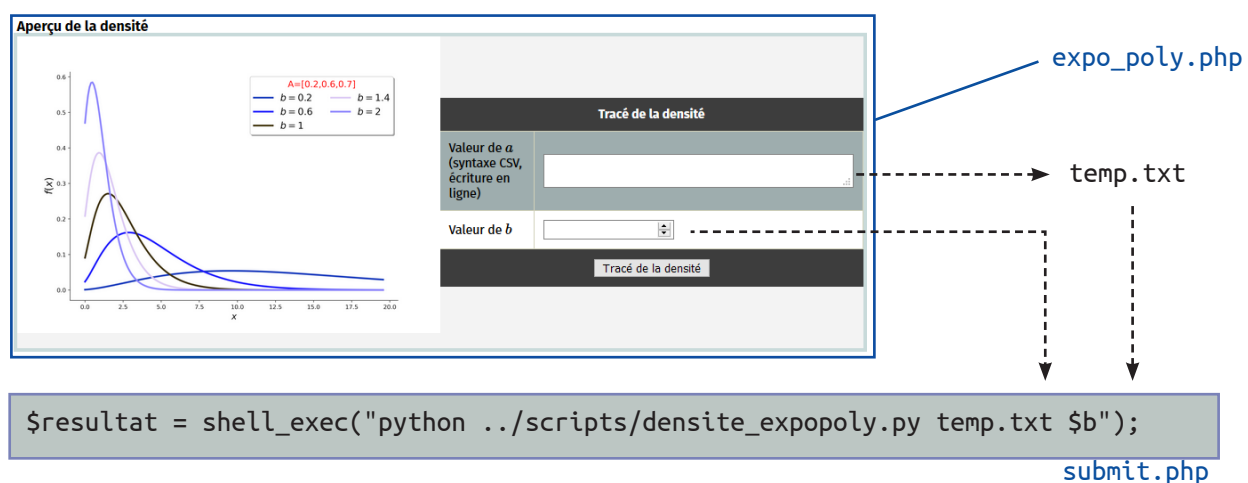 Aperçu de la densité
expo_poly.php
0.6
0.5
0.4
0.3
0.2
0.1
0.0
f(x)
A=[0.2,0.6,0.7]
b = 0.2
b = 0.6
b = 1
b = 1.4
b = 2
0.0 2.5 5.0 7.5 10.0 12.5 15.0 17.5 20.0
x
Tracé de la densité
Valeur de a
(syntaxe CSV,
écriture en
ligne)
temp.txt
Valeur de b
Tracé de la densité
$resultat = shell_exec("python ../scripts/densite_expopoly.py temp.txt $b");
submit.php